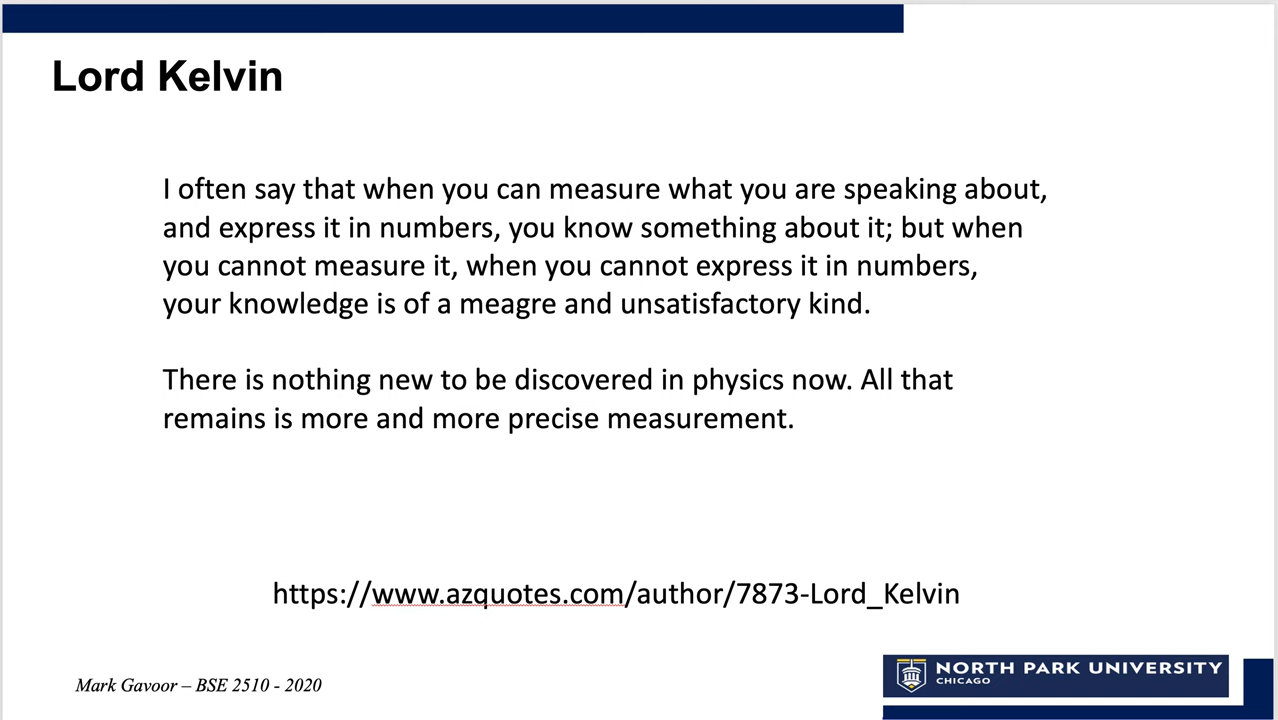 Lord Kelvin
I often say that when you can measure what you are speaking about,
and express it in numbers, you know something about it; but when
you cannot measure it, when you cannot express it in numbers,
your knowledge is of a meagre and unsatisfactory kind.
There is nothing new to be discovered in physics now. All that
remains is more and more precise measurement.
https://www.azquotes.com/author/7873-Lord_Kelvin
Mark Gavoor – BSE 2510 - 2020
NORTH PARK UNIVERSITY
CHICAGO